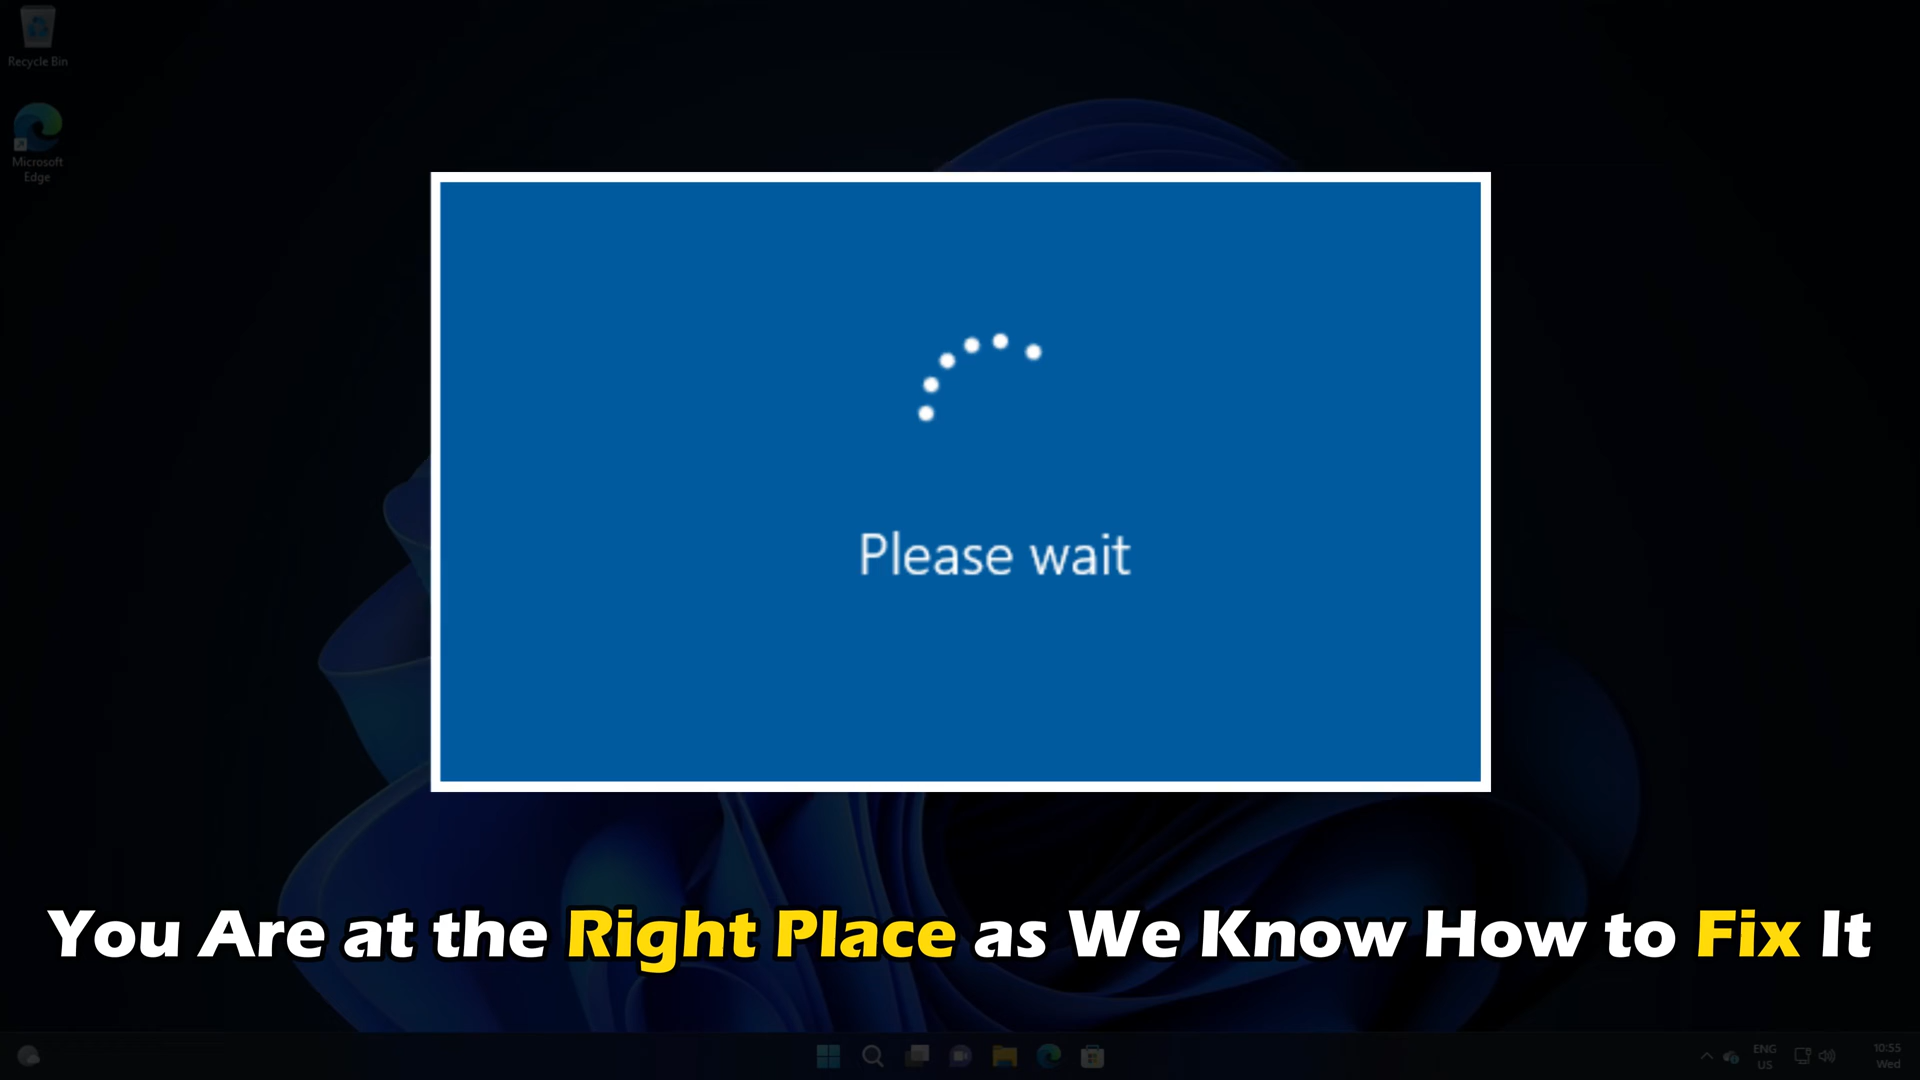 Recycle Bin
Microsoft
Edge
Please wait
You Are at the Right Place as We Know How to Fix It
ENG
US
10:55
Wed